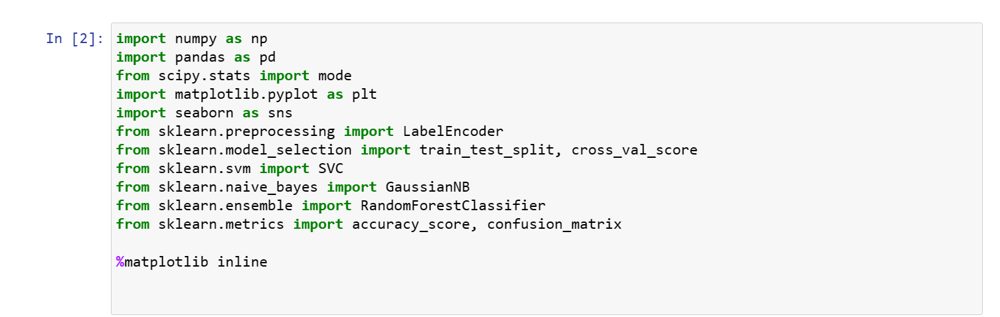 In [2]: import numpy as np
import pandas as pd
from scipy.stats import mode
import matplotlib.pyplot as plt
import seaborn as sns
from sklearn.preprocessing import LabelEncoder
from sklearn.model_selection import train_test_split, cross_val_score
from sklearn.svm import SVC
from sklearn.naive_bayes import GaussianNB
from sklearn.ensemble import RandomForestClassifier
from sklearn.metrics import accuracy_score, confusion_matrix
%matplotlib inline